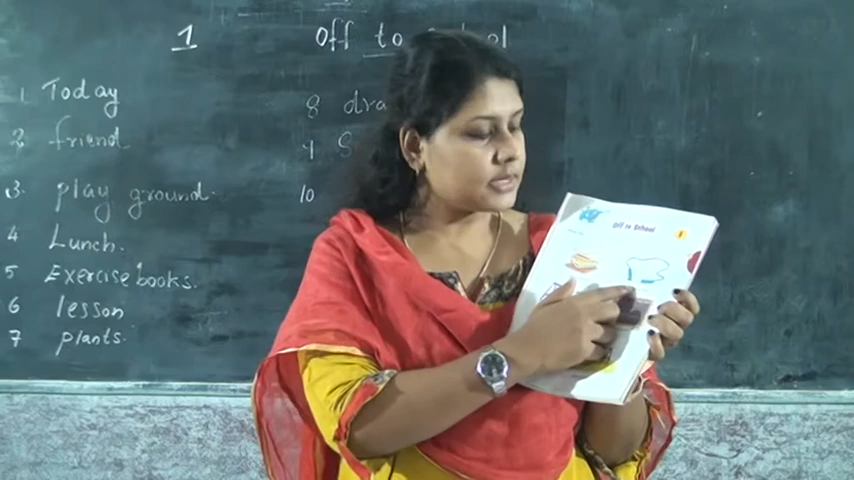 1 Off to school
1 Today
2 friend
3. play ground.
4 Lunch.
5 Exercise books.
6 lesson
7 plants.
8 dra
9 S
10
Off to School